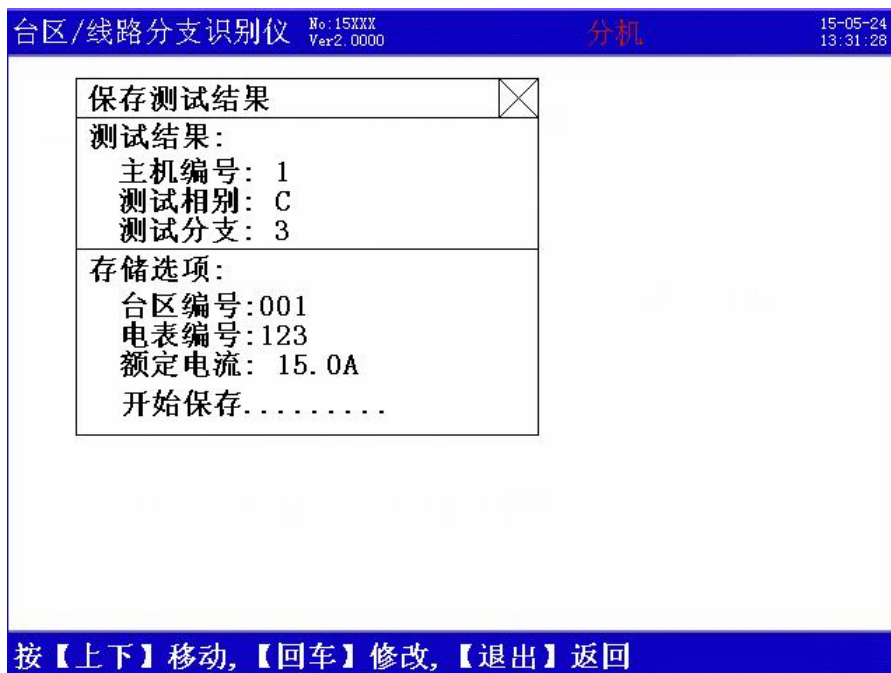 台区/线路分支识别仪 No:15XXX Ver2.0000 分机 15-05-24 13:31:28
保存测试结果
测试结果:
主机编号: 1
测试相别: C
测试分支: 3
存储选项:
台区编号:001
电表编号:123
额定电流: 15.0A
开始保存.........
按【上下】移动,【回车】修改,【退出】返回